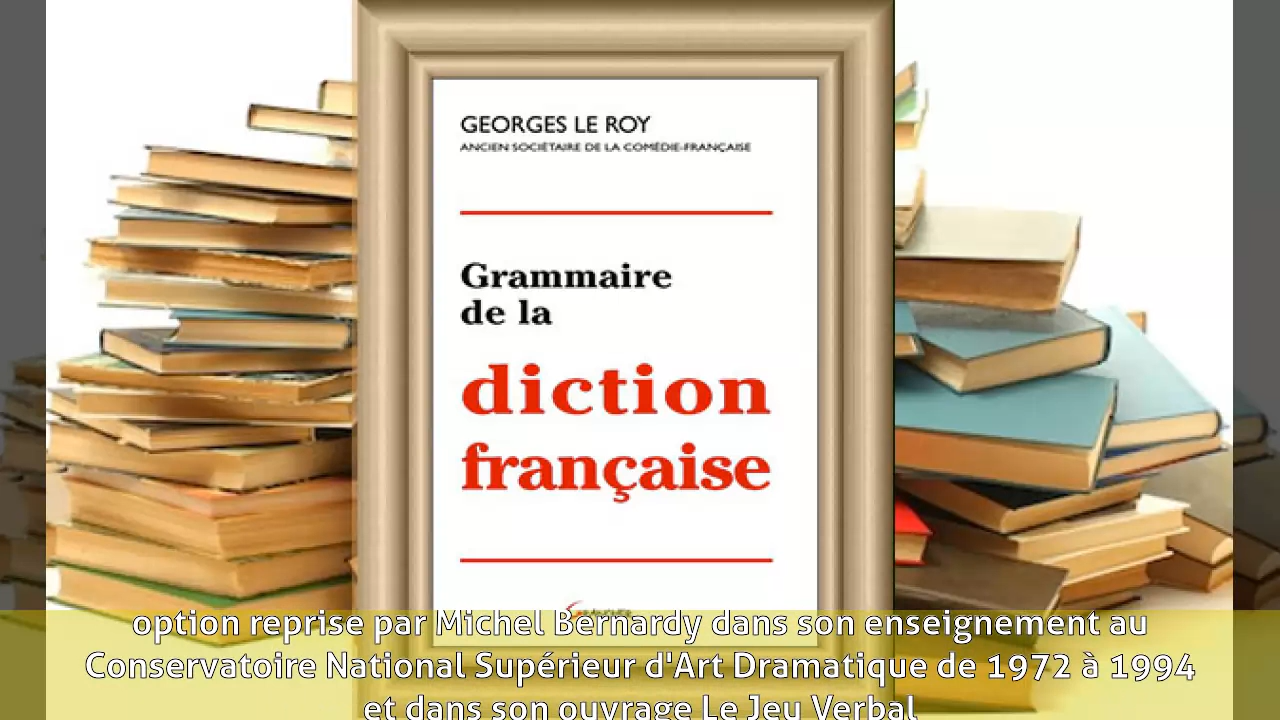 GEORGES LE ROY
ANCIEN SOCIÉTAIRE DE LA COMÉDIE-FRANÇAISE
Grammaire
de la
diction
française
option reprise par Michel Bernardy dans son enseignement au
Conservatoire National Supérieur d'Art Dramatique de 1972 à 1994
et dans son ouvrage Le Jeu Verbal